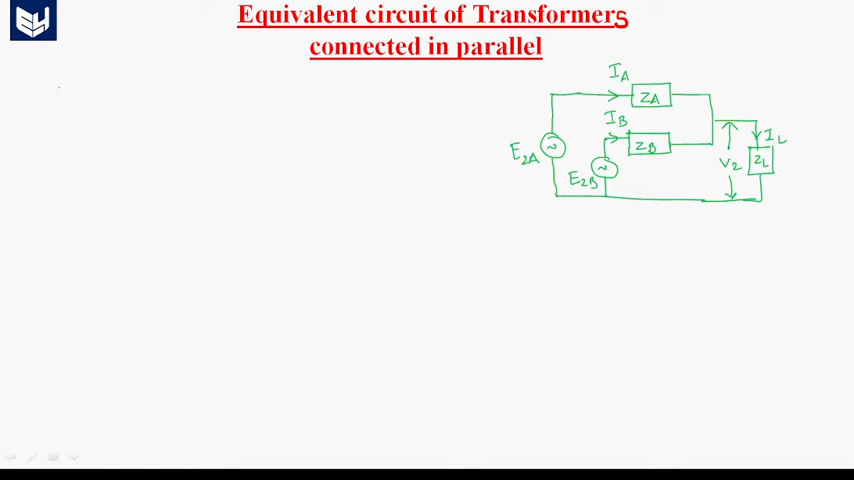 Equivalent circuit of Transformers
connected in parallel
IA
ZA
IB
ZB
IL
E2A
V2
ZL
E2B